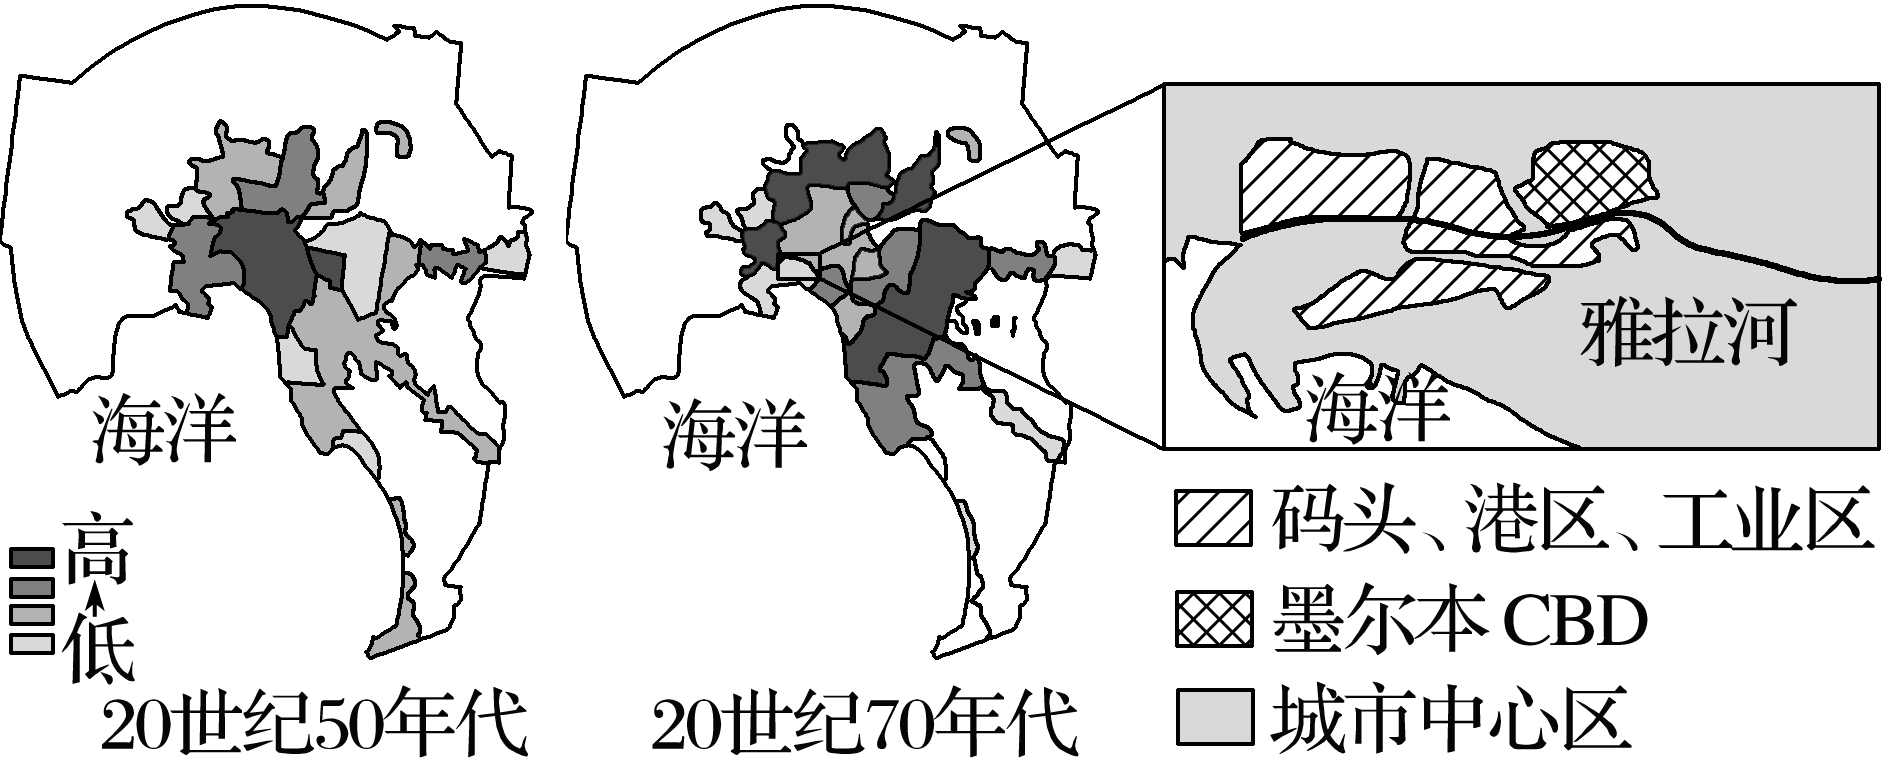 海洋
高
低
20世纪50年代
海洋
20世纪70年代
雅拉河
海洋
码头、港区、工业区
墨尔本CBD
城市中心区